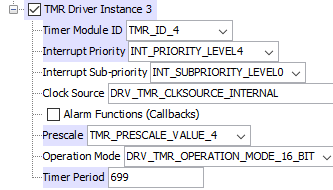 TMR Driver Instance 3
Timer Module ID TMR_ID_4
Interrupt Priority INT_PRIORITY_LEVEL4
Interrupt Sub-priority INT_SUBPRIORITY_LEVEL0
Clock Source DRV_TMR_CLKSOURCE_INTERNAL
Alarm Functions (Callbacks)
Prescale TMR_PRESCALE_VALUE_4
Operation Mode DRV_TMR_OPERATION_MODE_16_BIT
Timer Period 699